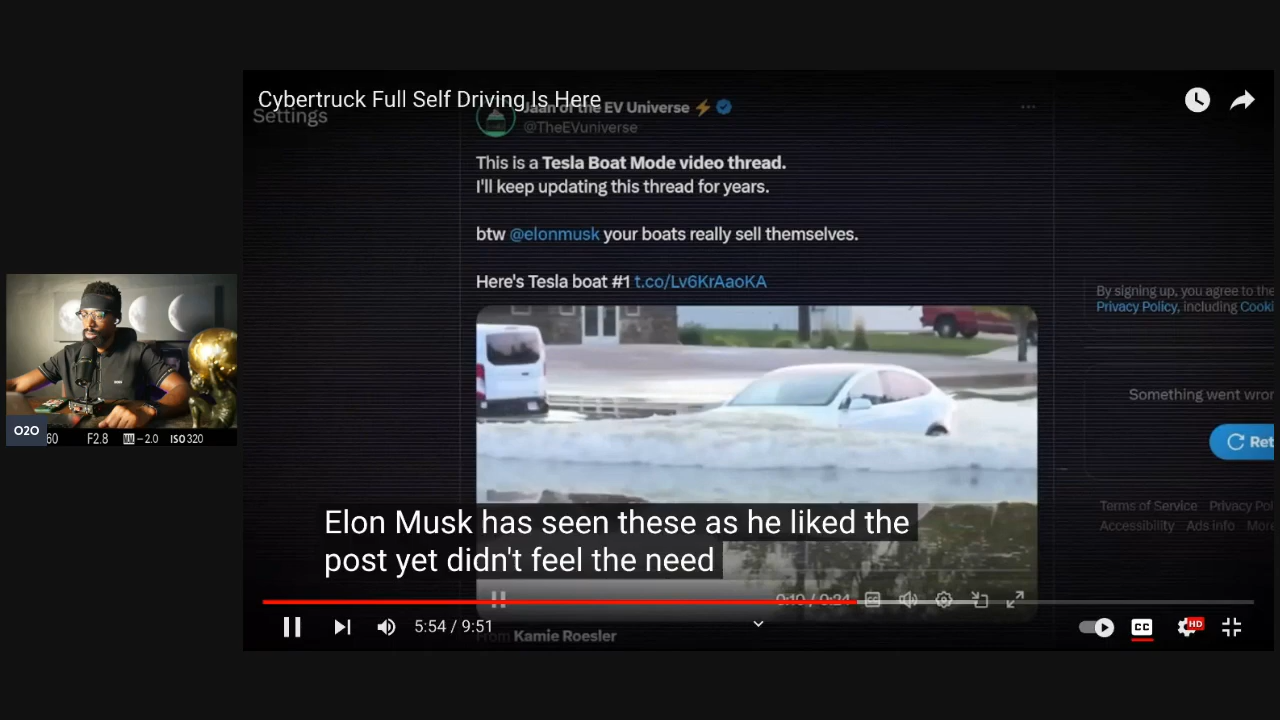 Cybertruck Full Self Driving Is Here
Settings
Jaan of the EV Universe
@TheEVuniverse
This is a Tesla Boat Mode video thread.
I'll keep updating this thread for years.
btw @elonmusk your boats really sell themselves.
Here's Tesla boat #1 t.co/Lv6KrAaoKA
By signing up, you agree to the
Privacy Policy, including Cooki
Something went wror
Ret
Terms of Service Privacy Pol
Accessibility Ads info More
O2O
60 F2.8 -2.0 ISO 320
Elon Musk has seen these as he liked the
post yet didn't feel the need
0:10 / 0:24
5:54 / 9:51
CC
HD
From Kamie Roesler